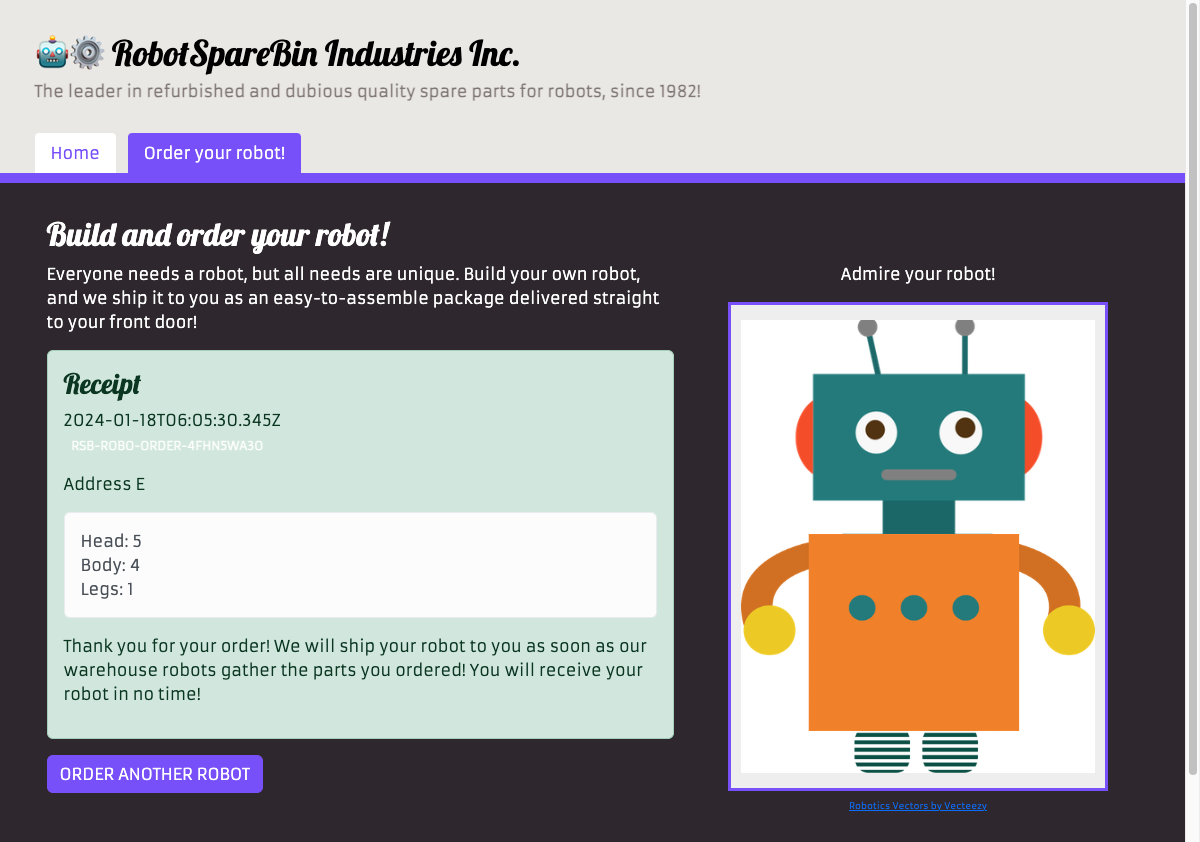 RobotSpareBin Industries Inc.
The leader in refurbished and dubious quality spare parts for robots, since 1982!
Home
Order your robot!
Build and order your robot!
Everyone needs a robot, but all needs are unique. Build your own robot,
and we ship it to you as an easy-to-assemble package delivered straight
to your front door!
Receipt
2024-01-18T06:05:30.345Z
RSB-ROBO-ORDER-4FHN5WA3O
Address E
Head: 5
Body: 4
Legs: 1
Thank you for your order! We will ship your robot to you as soon as our
warehouse robots gather the parts you ordered! You will receive your
robot in no time!
ORDER ANOTHER ROBOT
Admire your robot!
Robotics Vectors by Vecteezy